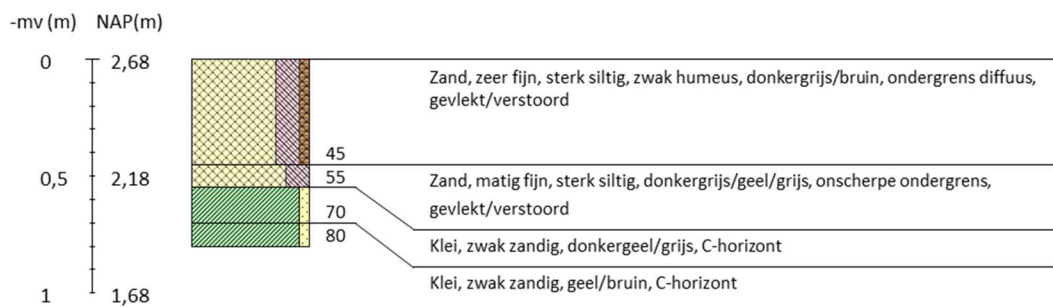 -mv (m) NAP(m)
0 2,68
Zand, zeer fijn, sterk siltig, zwak humeus, donkergrijs/bruin, ondergrens diffuus,
gevlekt/verstoord
45
0,5 2,18 55
Zand, matig fijn, sterk siltig, donkergrijs/geel/grijs, onscherpe ondergrens,
gevlekt/verstoord
70
80
Klei, zwak zandig, donkergeel/grijs, C-horizont
Klei, zwak zandig, geel/bruin, C-horizont
1 1,68